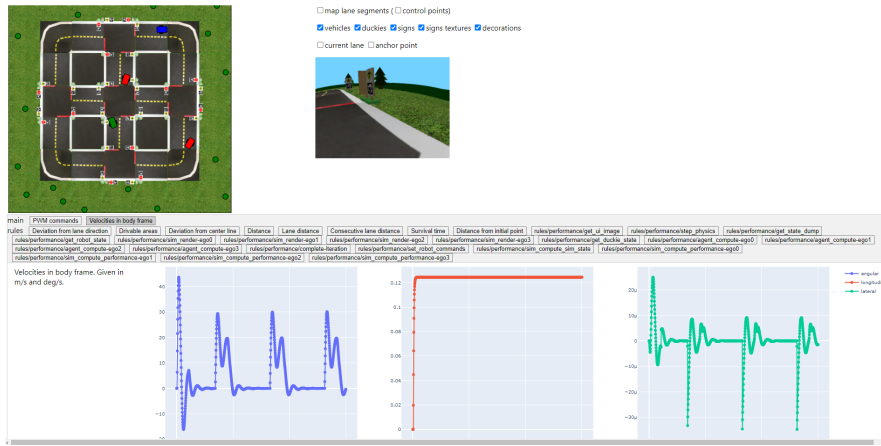 map lane segments ( control points)
vehicles duckies signs signs textures decorations
current lane anchor point
main PWM commands Velocities in body frame
rules Deviation from lane direction Drivable areas Deviation from center line Distance Lane distance Consecutive lane distance Survival time Distance from initial point rules/performance/get_ui_image rules/performance/step_physics rules/performance/get_state_dump
rules/performance/get_robot_state rules/performance/sim_render-ego0 rules/performance/sim_render-ego1 rules/performance/sim_render-ego2 rules/performance/sim_render-ego3 rules/performance/get_duckie_state rules/performance/agent_compute-ego0 rules/performance/agent_compute-ego1
rules/performance/agent_compute-ego2 rules/performance/agent_compute-ego3 rules/performance/complete-iteration rules/performance/set_robot_commands rules/performance/sim_compute_sim_state rules/performance/sim_compute_performance-ego0
rules/performance/sim_compute_performance-ego1 rules/performance/sim_compute_performance-ego2 rules/performance/sim_compute_performance-ego3
Velocities in body frame. Given in
m/s and deg/s.
40
30
20
10
0
−10
20
0.12
0.1
0.08
0.06
0.04
0.02
0
20μ
10μ
0
−10μ
−20μ
−30μ
angular
longitudi
lateral